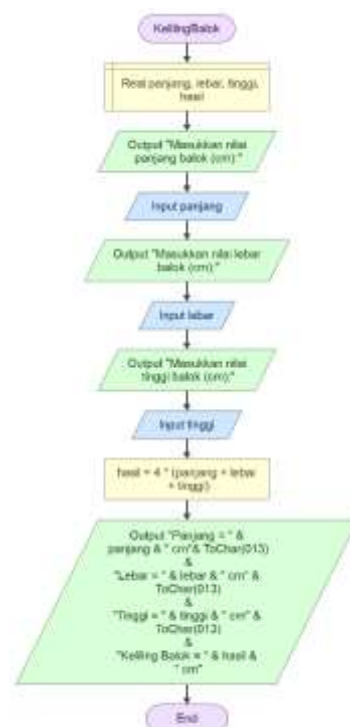 KelilingBalok
Real panjang, lebar, tinggi,
hasil
Output "Masukkan nilai
panjang balok (cm):"
Input panjang
Output "Masukkan nilai lebar
balok (cm):"
Input lebar
Output "Masukkan nilai
tinggi balok (cm):"
Input tinggi
hasil = 4 * (panjang + lebar
+ tinggi)
Output "Panjang = " &
panjang & " cm"& ToChar(013)
&
"Lebar = " & lebar & " cm" &
ToChar(013)
&
"Tinggi = " & tinggi & " cm" &
ToChar(013)
&
"Keliling Balok = " & hasil &
" cm"
End